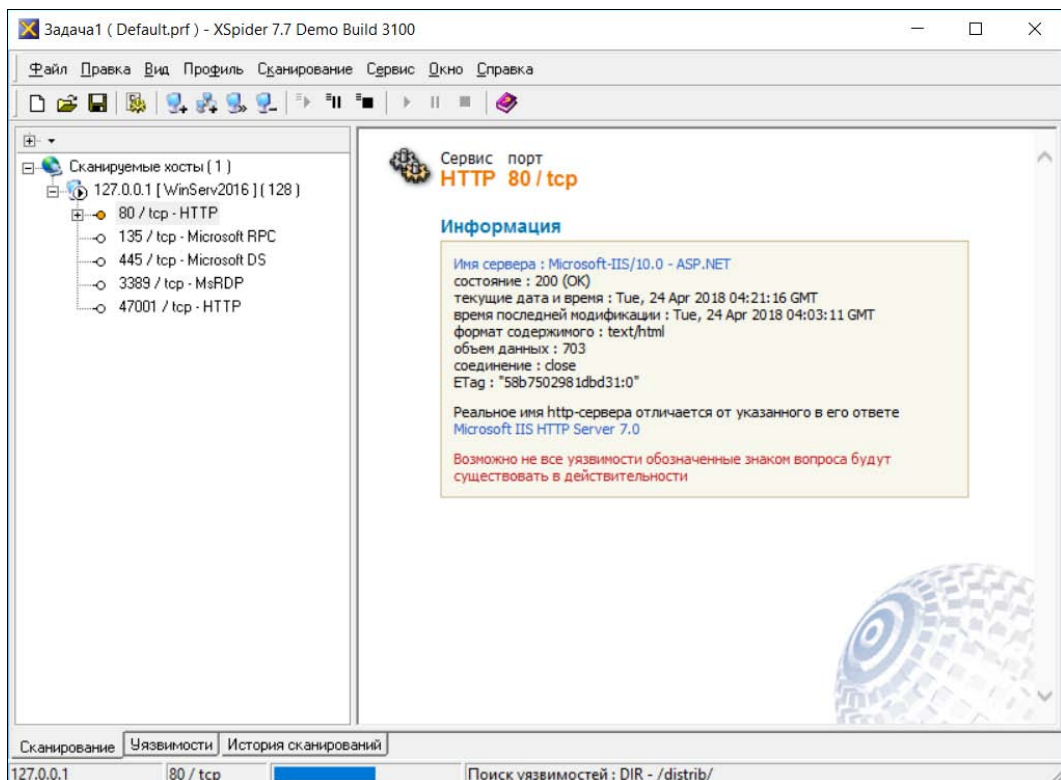 Задача1 ( Default.prf ) - XSpider 7.7 Demo Build 3100
Файл Правка Вид Профиль Сканирование Сервис Окно Справка
Сканируемые хосты ( 1 )
127.0.0.1 [ WinServ2016 ] ( 128 )
80 / tcp - HTTP
135 / tcp - Microsoft RPC
445 / tcp - Microsoft DS
3389 / tcp - MsRDP
47001 / tcp - HTTP
Сервис порт
HTTP 80 / tcp
Информация
Имя сервера : Microsoft-IIS/10.0 - ASP.NET
состояние : 200 (OK)
текущие дата и время : Tue, 24 Apr 2018 04:21:16 GMT
время последней модификации : Tue, 24 Apr 2018 04:03:11 GMT
формат содержимого : text/html
объем данных : 703
соединение : close
ETag : "58b7502981dbd31:0"
Реальное имя http-сервера отличается от указанного в его ответе
Microsoft IIS HTTP Server 7.0
Возможно не все уязвимости обозначенные знаком вопроса будут
существовать в действительности
Сканирование Уязвимости История сканирований
127.0.0.1 80 / tcp Поиск уязвимостей : DIR - /distrib/